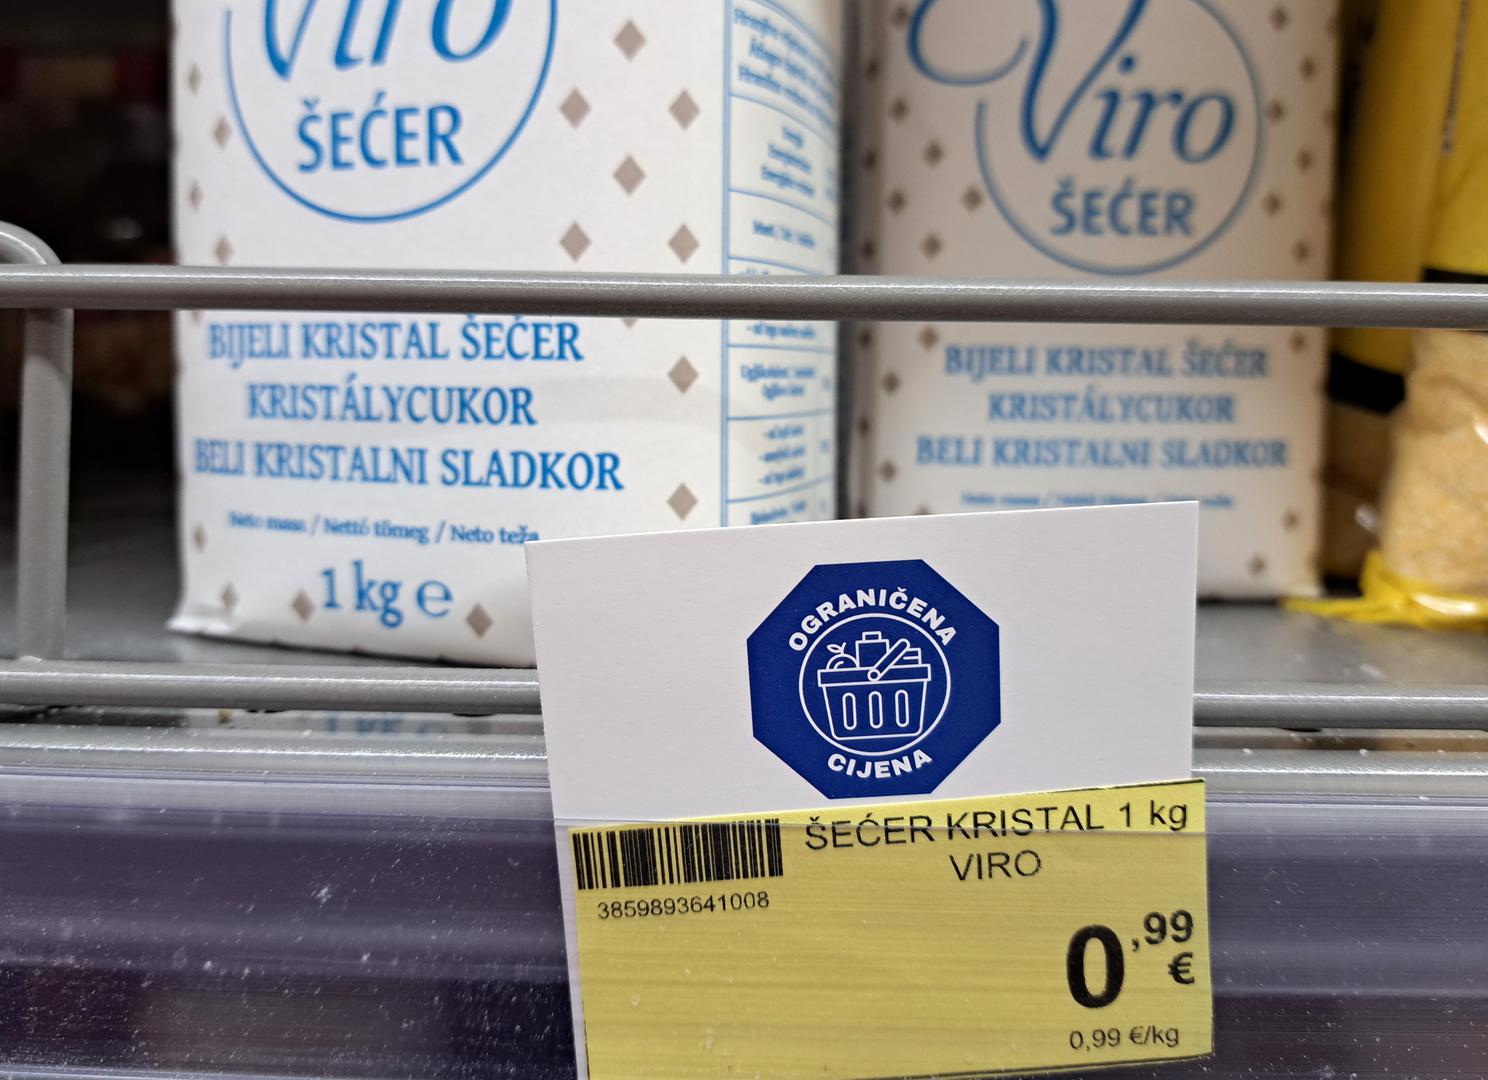 Viro
ŠEĆER
BIJELI KRISTAL ŠEĆER
KRISTÁLYCUKOR
BELI KRISTALNI SLADKOR
Neto masa / Nettó tömeg / Neto teža
1 kg ℮
Viro
ŠEĆER
BIJELI KRISTAL ŠEĆER
KRISTÁLYCUKOR
BELI KRISTALNI SLADKOR
OGRANIČENA
CIJENA
ŠEĆER KRISTAL 1 kg
VIRO
3859893641008
0,99
€
0,99 €/kg